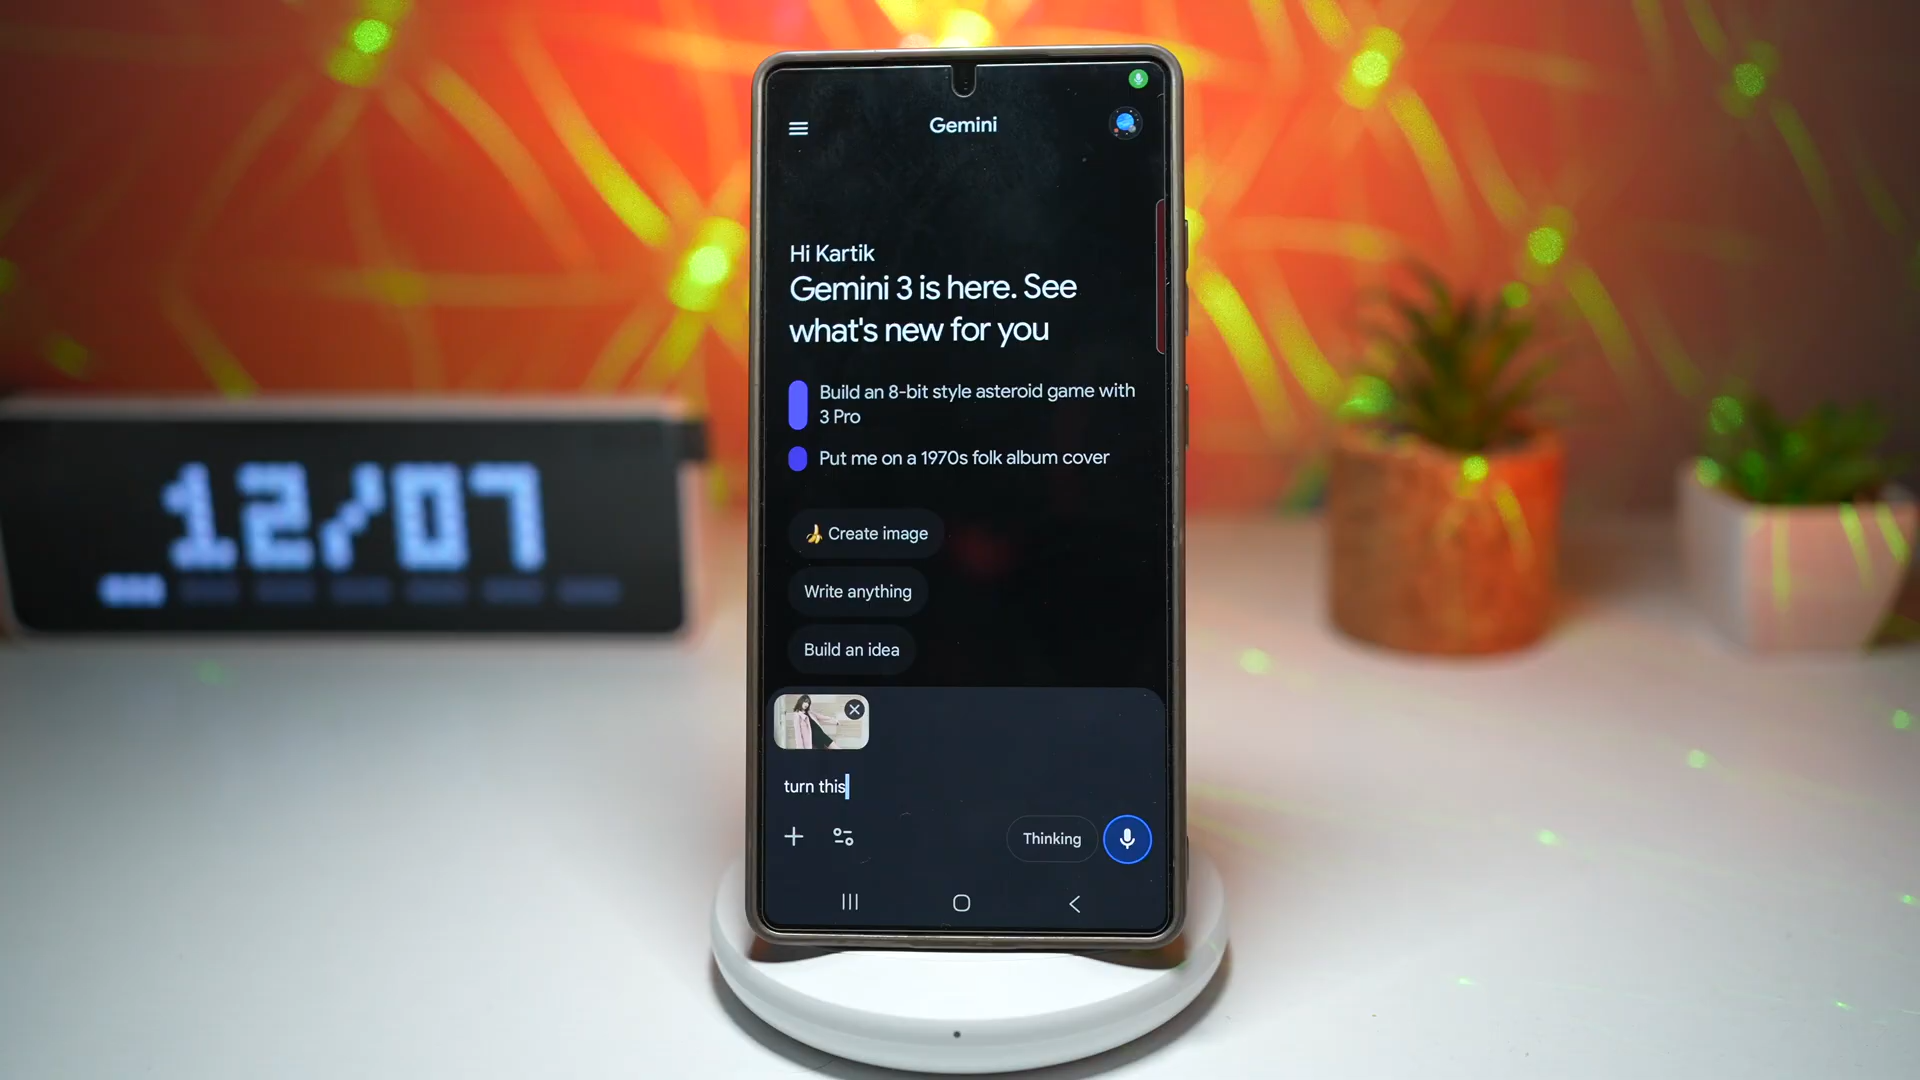 12/07
Gemini
Hi Kartik
Gemini 3 is here. See
what's new for you
Build an 8-bit style asteroid game with
3 Pro
Put me on a 1970s folk album cover
🍌 Create image
Write anything
Build an idea
turn this
Thinking